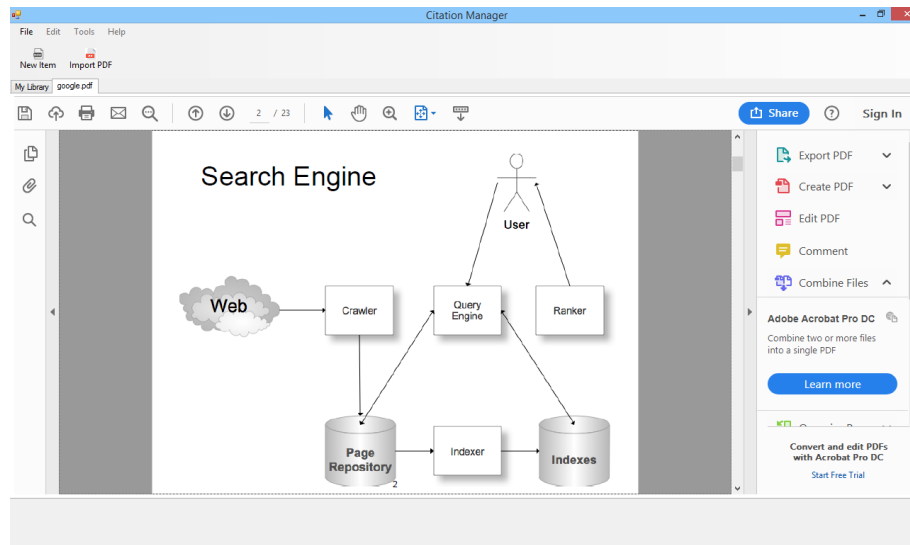 Citation Manager
File Edit Tools Help
New Item Import PDF
My Library google.pdf
2 / 23
Share
Sign In
Search Engine
User
Web
Crawler
Query
Engine
Ranker
Page
Repository
Indexer
Indexes
2
Export PDF
Create PDF
Edit PDF
Comment
Combine Files
Adobe Acrobat Pro DC
Combine two or more files
into a single PDF
Learn more
Convert and edit PDFs
with Acrobat Pro DC
Start Free Trial